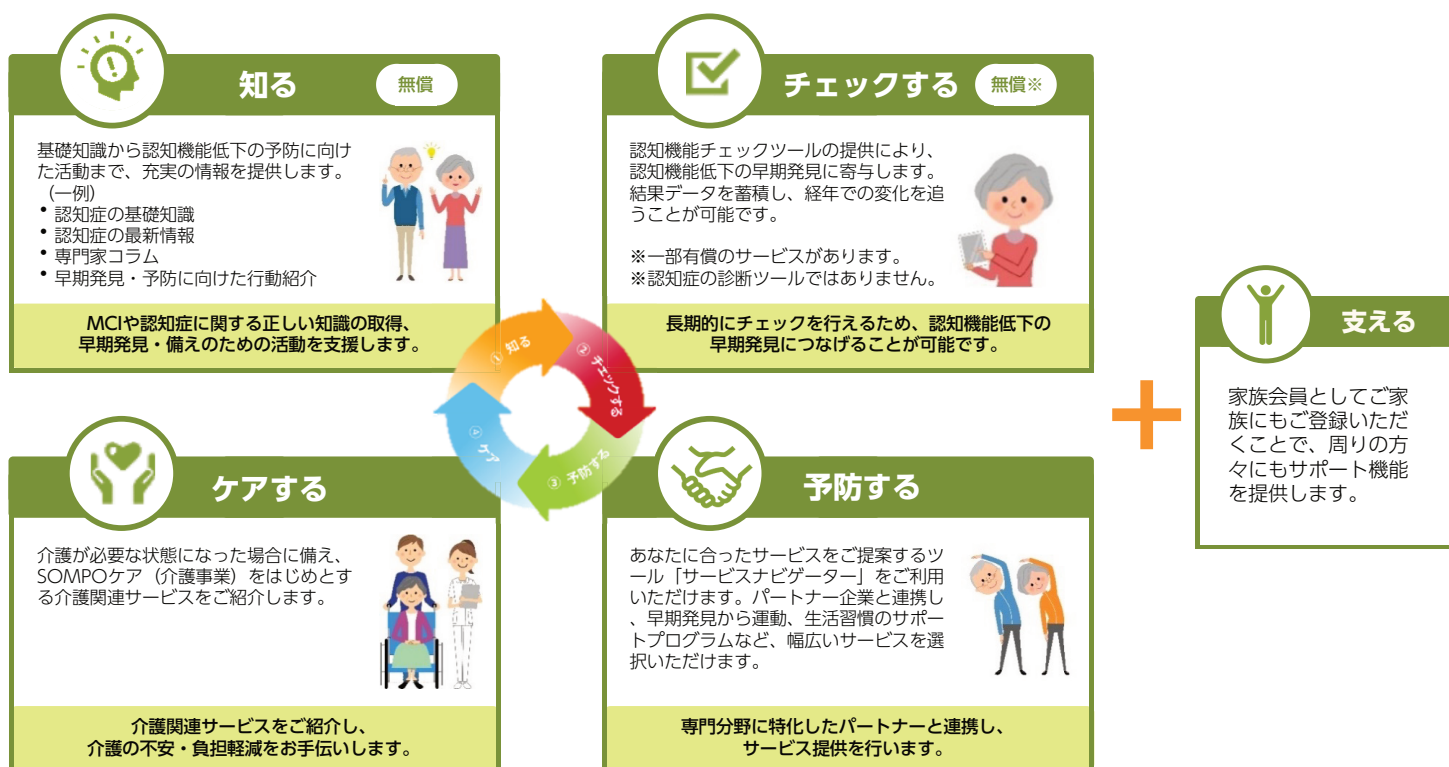 知る
無償
基礎知識から認知機能低下の予防に向け
た活動まで、充実の情報を提供します。
（一例）
• 認知症の基礎知識
• 認知症の最新情報
• 専門家コラム
• 早期発見・予防に向けた行動紹介
MCIや認知症に関する正しい知識の取得、
早期発見・備えのための活動を支援します。
チェックする
無償※
認知機能チェックツールの提供により、
認知機能低下の早期発見に寄与します。
結果データを蓄積し、経年での変化を追
うことが可能です。
※一部有償のサービスがあります。
※認知症の診断ツールではありません。
長期的にチェックを行えるため、認知機能低下の
早期発見につなげることが可能です。
① 知る
② チェックする
③ 予防する
④ ケア
ケアする
介護が必要な状態になった場合に備え、
SOMPOケア（介護事業）をはじめとす
る介護関連サービスをご紹介します。
介護関連サービスをご紹介し、
介護の不安・負担軽減をお手伝いします。
予防する
あなたに合ったサービスをご提案するツ
ール「サービスナビゲーター」をご利用
いただけます。パートナー企業と連携し
、早期発見から運動、生活習慣のサポー
トプログラムなど、幅広いサービスを選
択いただけます。
専門分野に特化したパートナーと連携し、
サービス提供を行います。
+
支える
家族会員としてご家
族にもご登録いただ
くことで、周りの方
々にもサポート機能
を提供します。